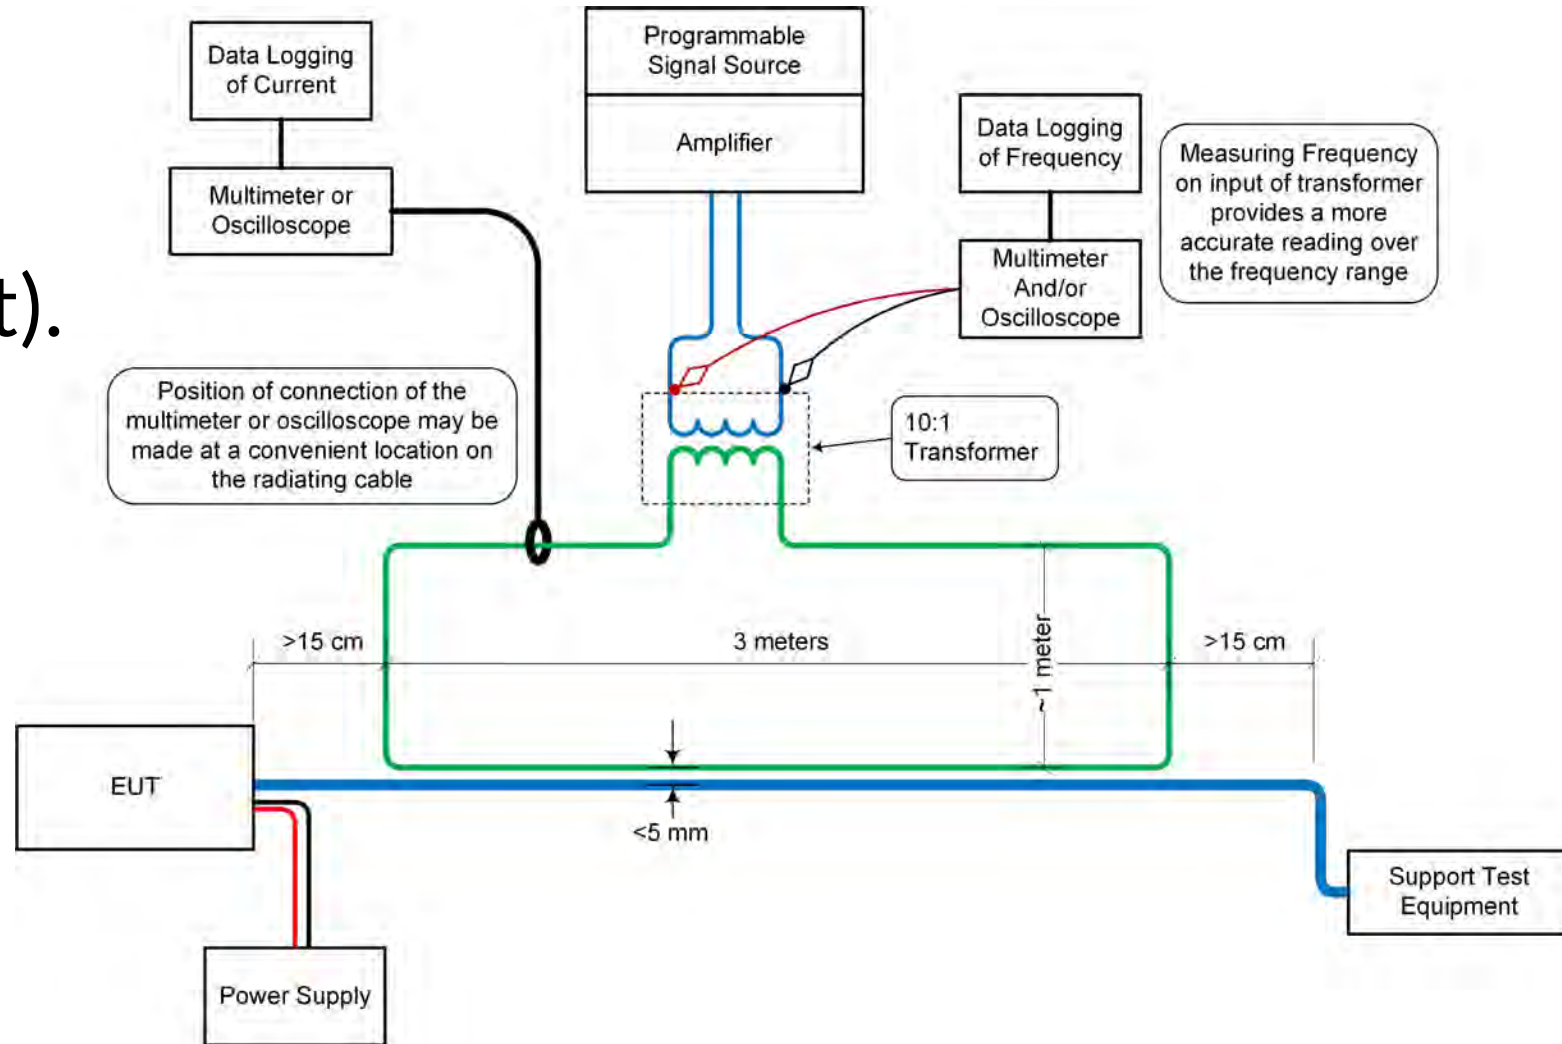 Data Logging
of Current
Multimeter or
Oscilloscope
Programmable
Signal Source
Amplifier
Data Logging
of Frequency
Multimeter
And/or
Oscilloscope
Measuring Frequency
on input of transformer
provides a more
accurate reading over
the frequency range
t).
Position of connection of the
multimeter or oscilloscope may be
made at a convenient location on
the radiating cable
10:1
Transformer
>15 cm
3 meters
~1 meter
>15 cm
<5 mm
EUT
Power Supply
Support Test
Equipment